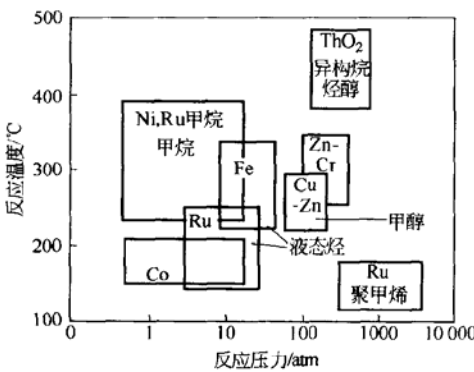 500
400
300
200
100
反应温度/℃
ThO2
异构烷
烃醇
Ni,Ru甲烷
甲烷
Fe
Zn-
Cr
Cu
-Zn
甲醇
Ru
液态烃
Co
Ru
聚甲烯
0
1
10
100
1000
10 000
反应压力/atm